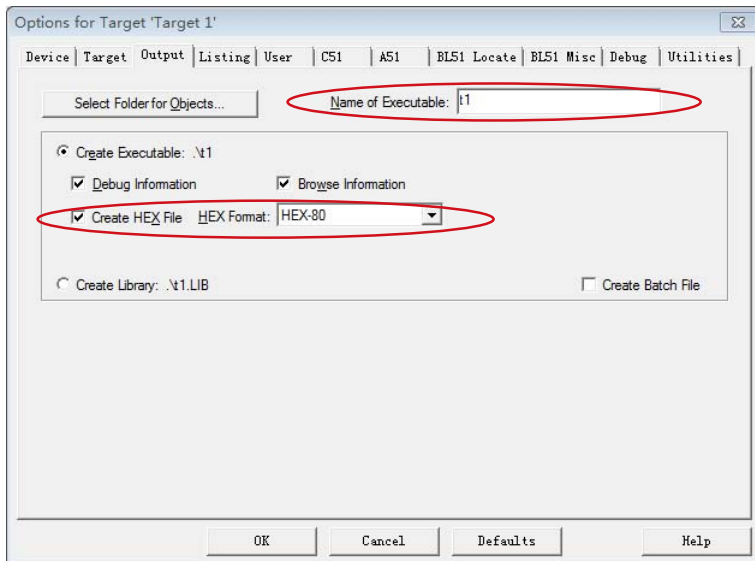 Options for Target 'Target 1'
Device Target Output Listing User C51 A51 BL51 Locate BL51 Misc Debug Utilities
Select Folder for Objects... Name of Executable: t1
Create Executable: .\t1
Debug Information Browse Information
Create HEX File HEX Format: HEX-80
Create Library: .\t1.LIB Create Batch File
OK Cancel Defaults Help